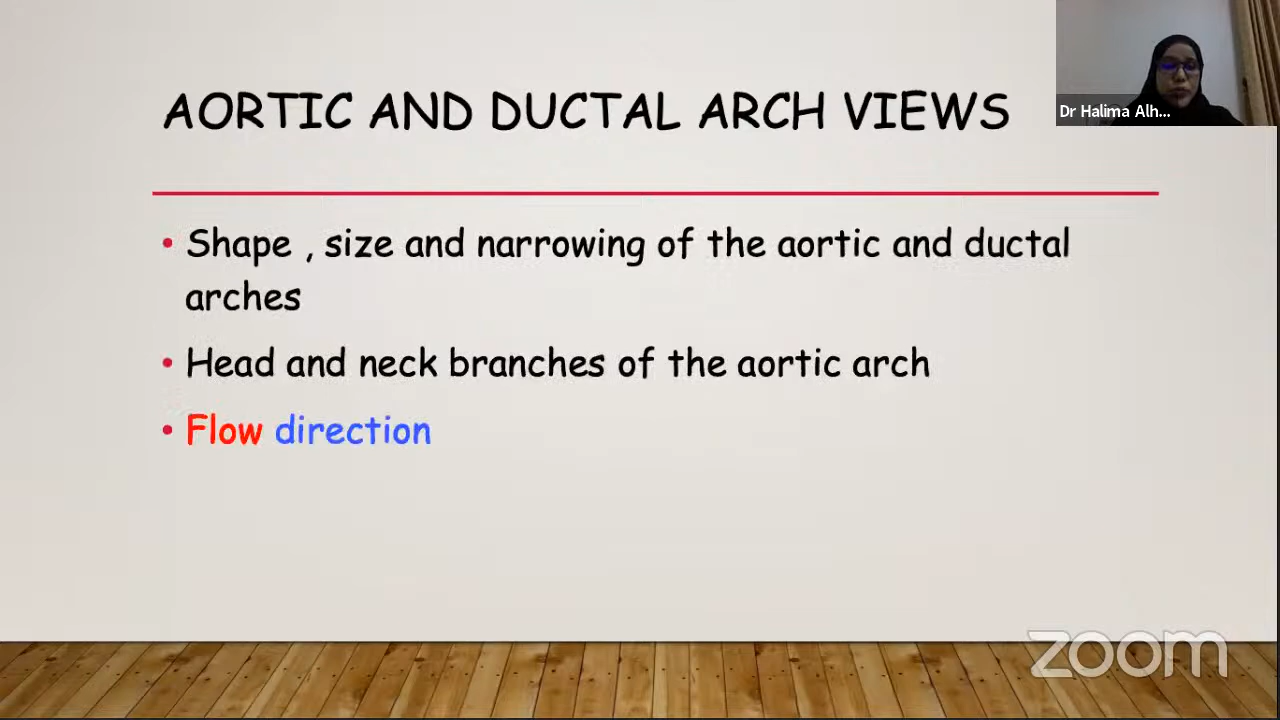 AORTIC AND DUCTAL ARCH VIEWS
Dr Halima Alh...
• Shape , size and narrowing of the aortic and ductal
arches
• Head and neck branches of the aortic arch
• Flow direction
zoom